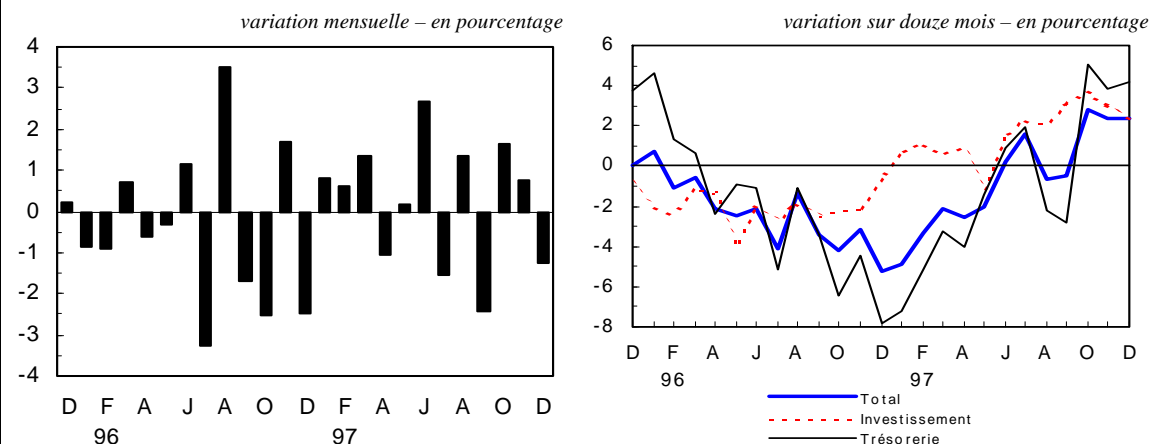 variation mensuelle – en pourcentage
4
3
2
1
0
-1
-2
-3
-4
D F A J A O D F A J A O D
96 97
variation sur douze mois – en pourcentage
6
4
2
0
-2
-4
-6
-8
D F A J A O D F A J A O D
96 97
Total
Investissement
Trésorerie